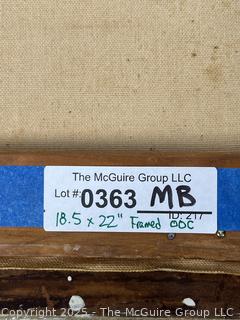 The McGuire Group LLC
Lot #: 0363 MB
ID: 217
18.5 x 22" Framed OOC
Copyright 2025 - The McGuire Group LLC